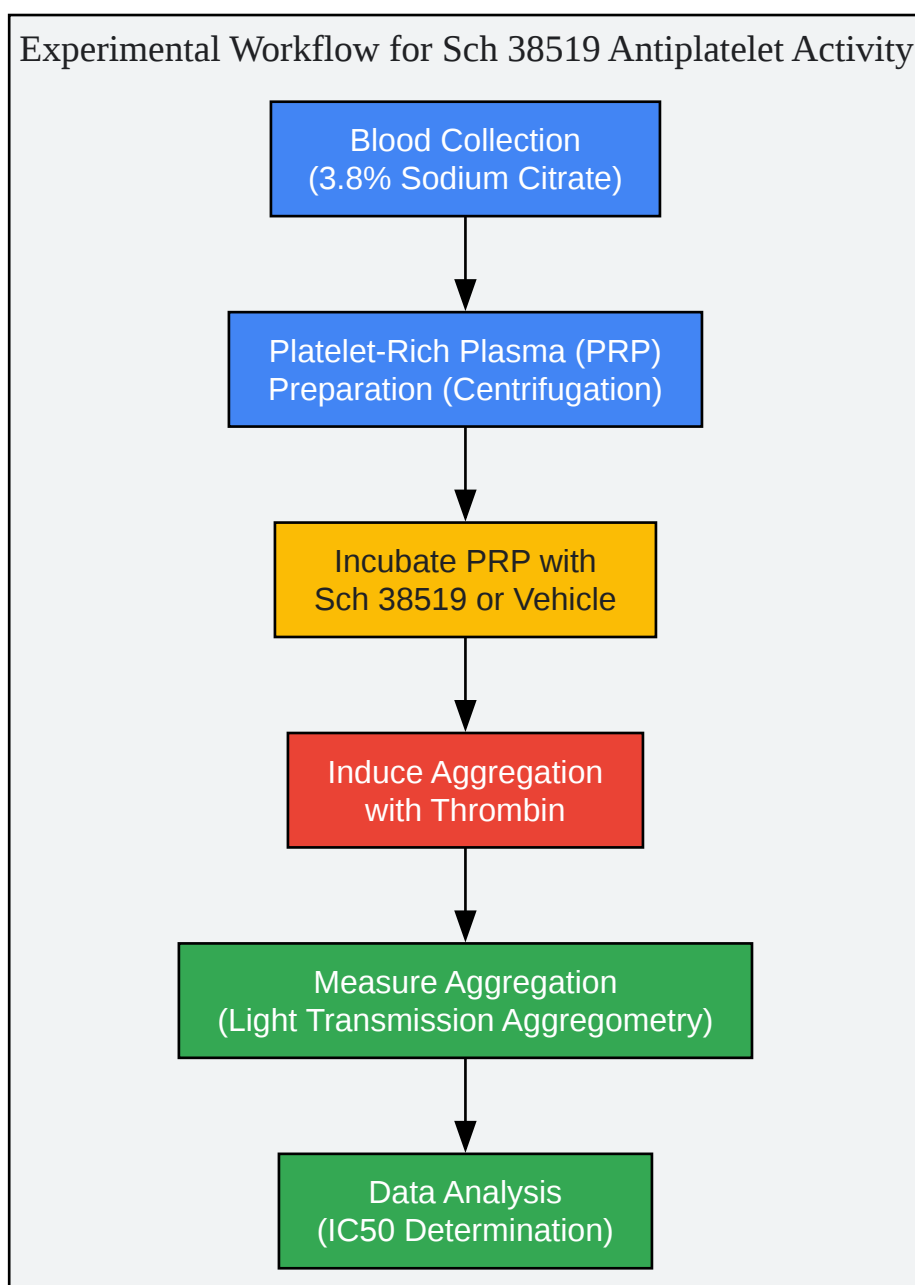 Experimental Workflow for Sch 38519 Antiplatelet Activity
Blood Collection
(3.8% Sodium Citrate)
Platelet-Rich Plasma (PRP)
Preparation (Centrifugation)
Incubate PRP with
Sch 38519 or Vehicle
Induce Aggregation
with Thrombin
Measure Aggregation
(Light Transmission Aggregometry)
Data Analysis
(IC50 Determination)